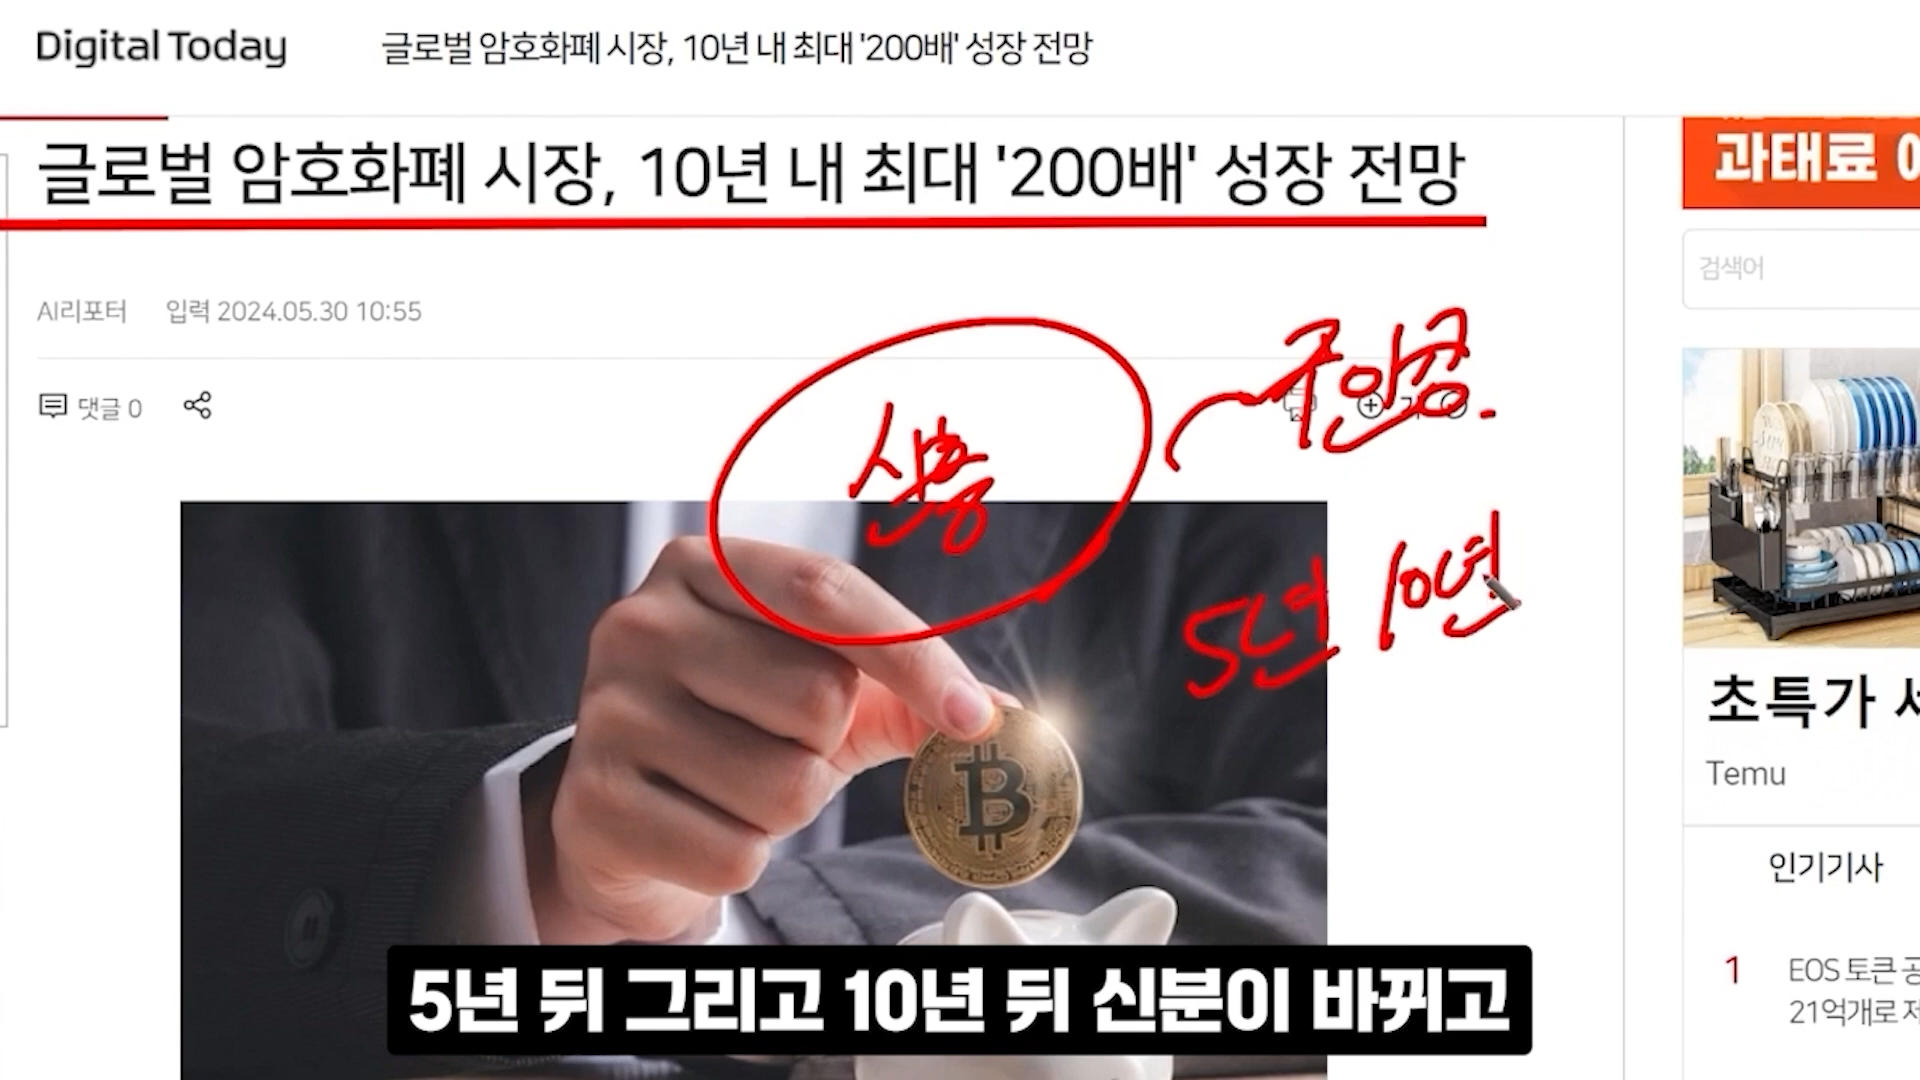 Digital Today
글로벌 암호화폐 시장, 10년 내 최대 '200배' 성장 전망
글로벌 암호화폐 시장, 10년 내 최대 '200배' 성장 전망
과태료
AI리포터 입력 2024.05.30 10:55
검색어
댓글 0
5년 10년
초특가
Temu
인기기사
1 EOS 토큰
21억개로
5년 뒤 그리고 10년 뒤 신분이 바뀌고